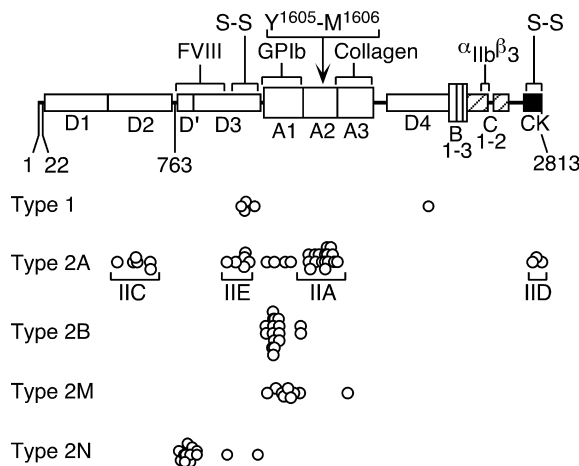 S-S Y1605-M1606 S-S
FVIII GPIb Collagen αIIbβ3
D1 D2 D' D3 A1 A2 A3 D4 B C CK
1-3 1-2
1 22 763 2813
Type 1
Type 2A
IIC IIE IIA IID
Type 2B
Type 2M
Type 2N